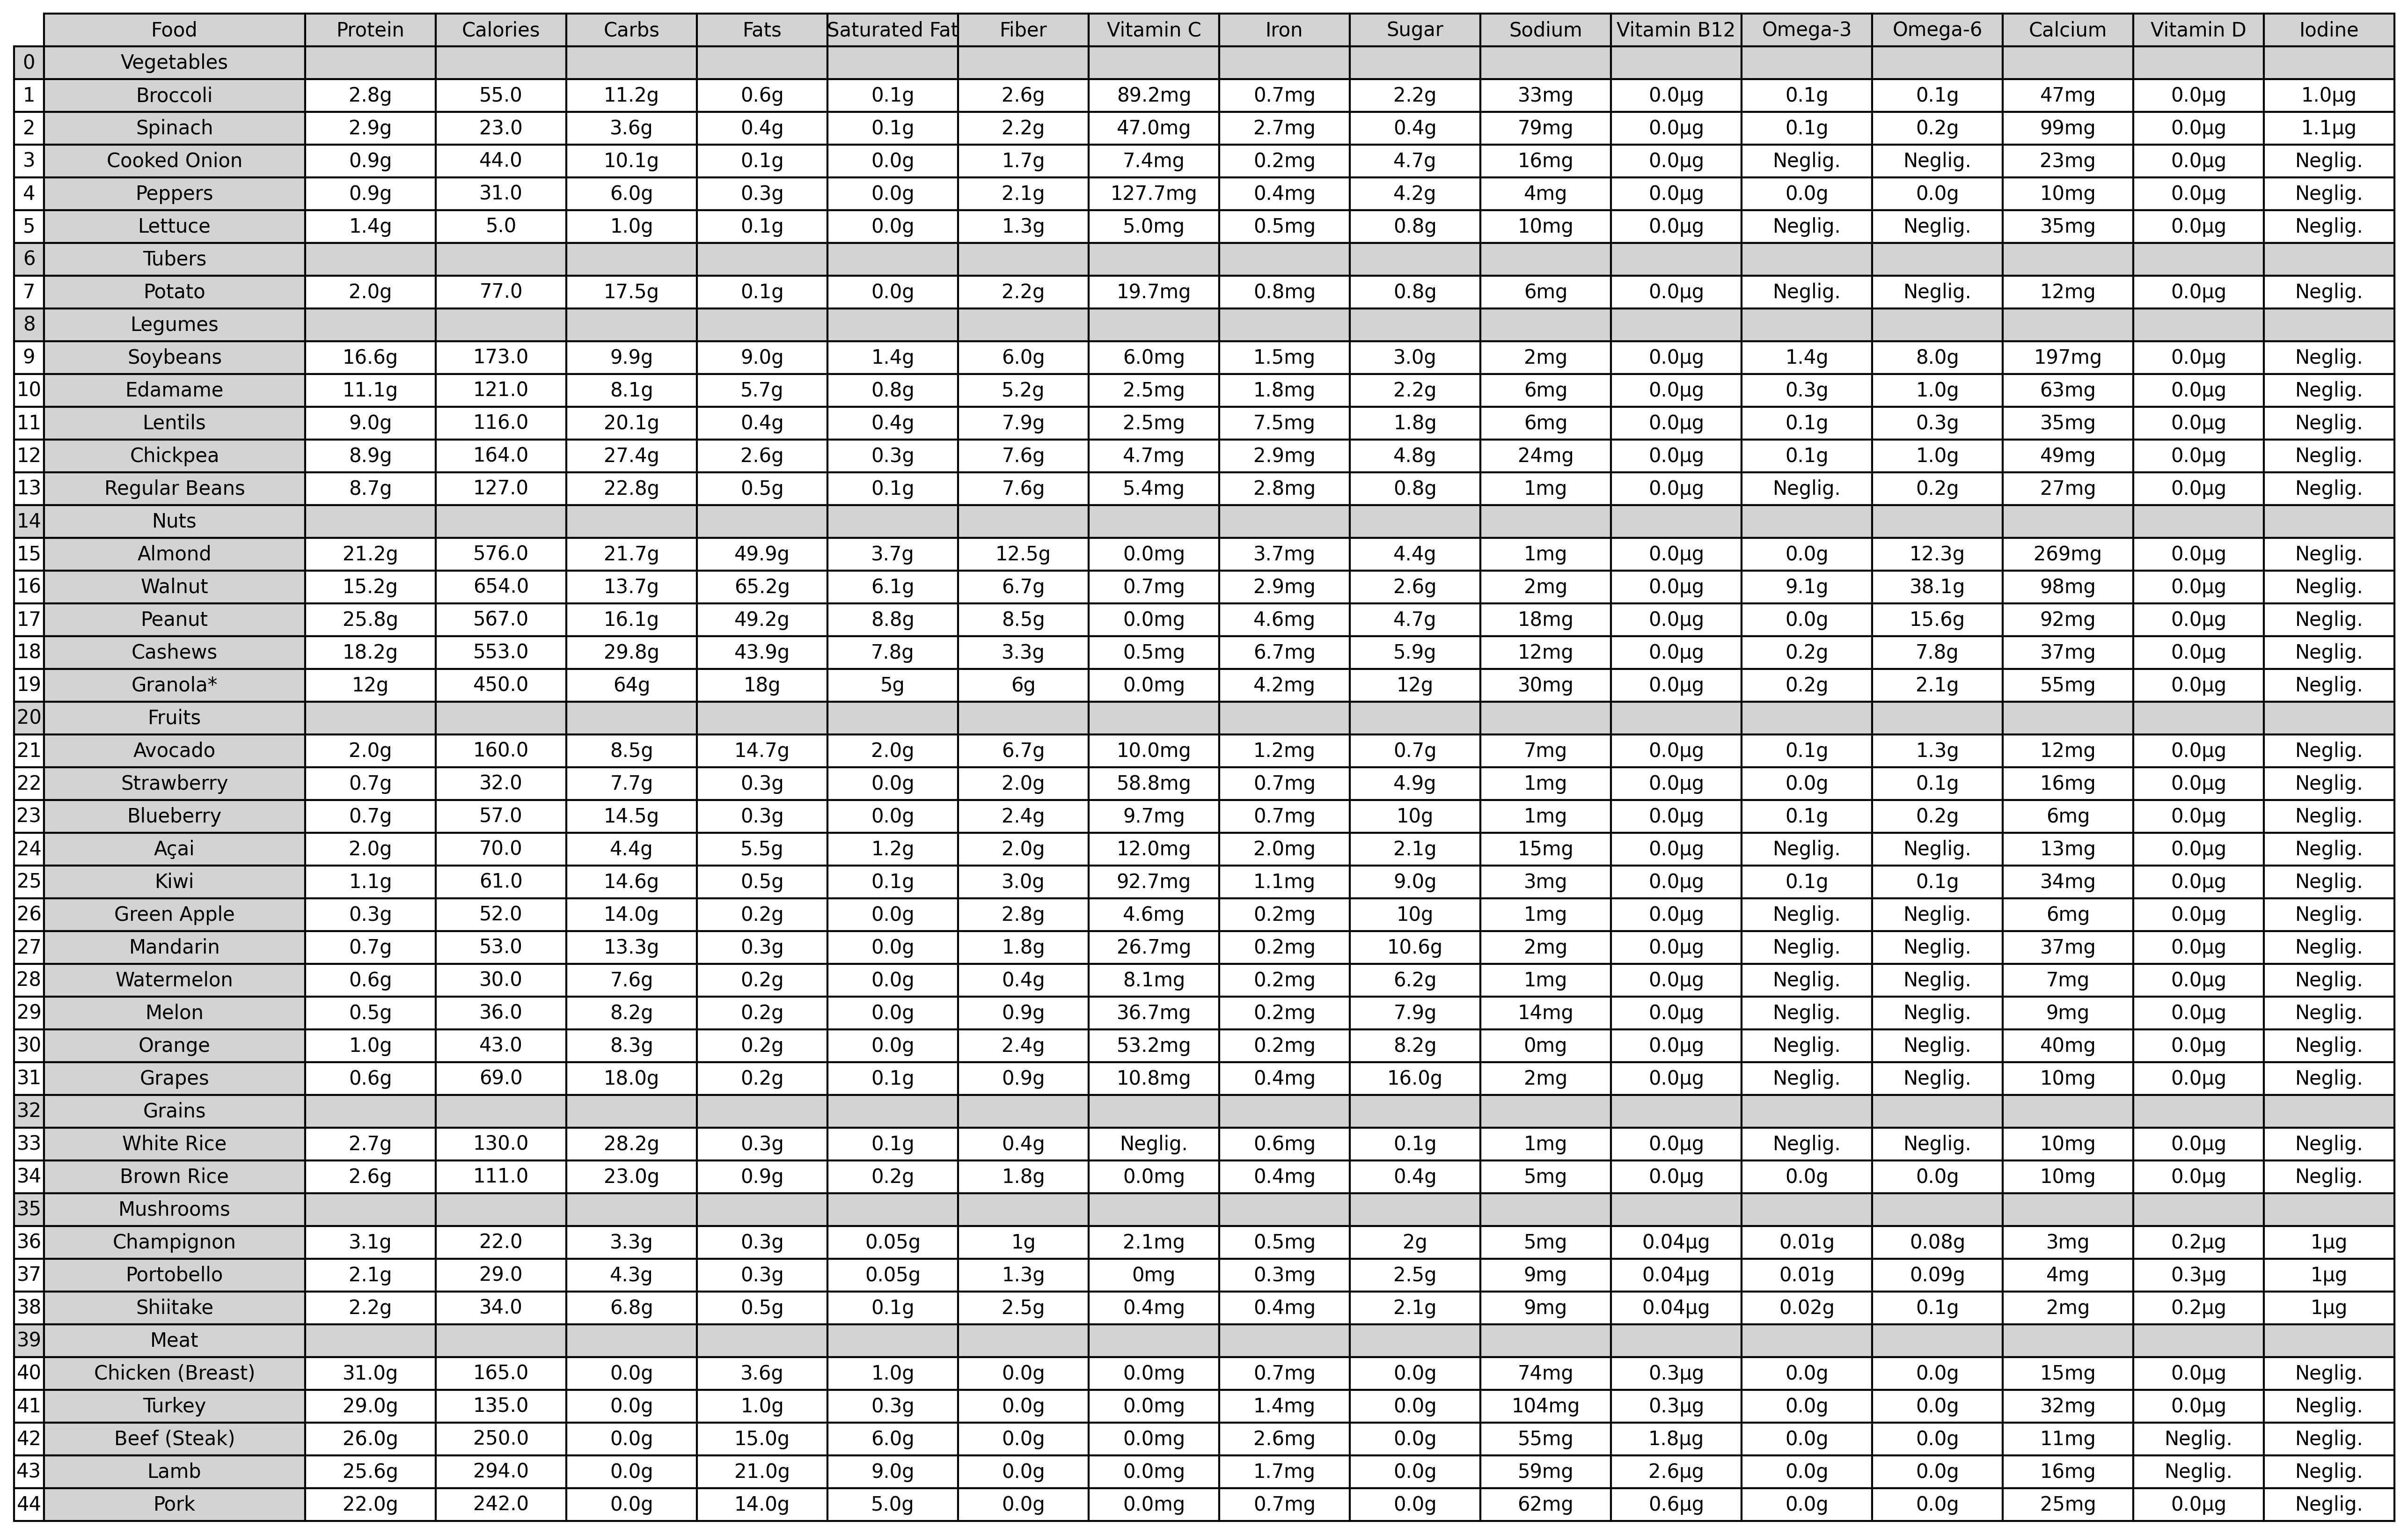 Food Protein Calories Carbs Fats Saturated Fat Fiber Vitamin C Iron Sugar Sodium Vitamin B12 Omega-3 Omega-6 Calcium Vitamin D Iodine
0 Vegetables
1 Broccoli 2.8g 55.0 11.2g 0.6g 0.1g 2.6g 89.2mg 0.7mg 2.2g 33mg 0.0µg 0.1g 0.1g 47mg 0.0µg 1.0µg
2 Spinach 2.9g 23.0 3.6g 0.4g 0.1g 2.2g 47.0mg 2.7mg 0.4g 79mg 0.0µg 0.1g 0.2g 99mg 0.0µg 1.1µg
3 Cooked Onion 0.9g 44.0 10.1g 0.1g 0.0g 1.7g 7.4mg 0.2mg 4.7g 16mg 0.0µg Neglig. Neglig. 23mg 0.0µg Neglig.
4 Peppers 0.9g 31.0 6.0g 0.3g 0.0g 2.1g 127.7mg 0.4mg 4.2g 4mg 0.0µg 0.0g 0.0g 10mg 0.0µg Neglig.
5 Lettuce 1.4g 5.0 1.0g 0.1g 0.0g 1.3g 5.0mg 0.5mg 0.8g 10mg 0.0µg Neglig. Neglig. 35mg 0.0µg Neglig.
6 Tubers
7 Potato 2.0g 77.0 17.5g 0.1g 0.0g 2.2g 19.7mg 0.8mg 0.8g 6mg 0.0µg Neglig. Neglig. 12mg 0.0µg Neglig.
8 Legumes
9 Soybeans 16.6g 173.0 9.9g 9.0g 1.4g 6.0g 6.0mg 1.5mg 3.0g 2mg 0.0µg 1.4g 8.0g 197mg 0.0µg Neglig.
10 Edamame 11.1g 121.0 8.1g 5.7g 0.8g 5.2g 2.5mg 1.8mg 2.2g 6mg 0.0µg 0.3g 1.0g 63mg 0.0µg Neglig.
11 Lentils 9.0g 116.0 20.1g 0.4g 0.4g 7.9g 2.5mg 7.5mg 1.8g 6mg 0.0µg 0.1g 0.3g 35mg 0.0µg Neglig.
12 Chickpea 8.9g 164.0 27.4g 2.6g 0.3g 7.6g 4.7mg 2.9mg 4.8g 24mg 0.0µg 0.1g 1.0g 49mg 0.0µg Neglig.
13 Regular Beans 8.7g 127.0 22.8g 0.5g 0.1g 7.6g 5.4mg 2.8mg 0.8g 1mg 0.0µg Neglig. 0.2g 27mg 0.0µg Neglig.
14 Nuts
15 Almond 21.2g 576.0 21.7g 49.9g 3.7g 12.5g 0.0mg 3.7mg 4.4g 1mg 0.0µg 0.0g 12.3g 269mg 0.0µg Neglig.
16 Walnut 15.2g 654.0 13.7g 65.2g 6.1g 6.7g 0.7mg 2.9mg 2.6g 2mg 0.0µg 9.1g 38.1g 98mg 0.0µg Neglig.
17 Peanut 25.8g 567.0 16.1g 49.2g 8.8g 8.5g 0.0mg 4.6mg 4.7g 18mg 0.0µg 0.0g 15.6g 92mg 0.0µg Neglig.
18 Cashews 18.2g 553.0 29.8g 43.9g 7.8g 3.3g 0.5mg 6.7mg 5.9g 12mg 0.0µg 0.2g 7.8g 37mg 0.0µg Neglig.
19 Granola* 12g 450.0 64g 18g 5g 6g 0.0mg 4.2mg 12g 30mg 0.0µg 0.2g 2.1g 55mg 0.0µg Neglig.
20 Fruits
21 Avocado 2.0g 160.0 8.5g 14.7g 2.0g 6.7g 10.0mg 1.2mg 0.7g 7mg 0.0µg 0.1g 1.3g 12mg 0.0µg Neglig.
22 Strawberry 0.7g 32.0 7.7g 0.3g 0.0g 2.0g 58.8mg 0.7mg 4.9g 1mg 0.0µg 0.0g 0.1g 16mg 0.0µg Neglig.
23 Blueberry 0.7g 57.0 14.5g 0.3g 0.0g 2.4g 9.7mg 0.7mg 10g 1mg 0.0µg 0.1g 0.2g 6mg 0.0µg Neglig.
24 Açai 2.0g 70.0 4.4g 5.5g 1.2g 2.0g 12.0mg 2.0mg 2.1g 15mg 0.0µg Neglig. Neglig. 13mg 0.0µg Neglig.
25 Kiwi 1.1g 61.0 14.6g 0.5g 0.1g 3.0g 92.7mg 1.1mg 9.0g 3mg 0.0µg 0.1g 0.1g 34mg 0.0µg Neglig.
26 Green Apple 0.3g 52.0 14.0g 0.2g 0.0g 2.8g 4.6mg 0.2mg 10g 1mg 0.0µg Neglig. Neglig. 6mg 0.0µg Neglig.
27 Mandarin 0.7g 53.0 13.3g 0.3g 0.0g 1.8g 26.7mg 0.2mg 10.6g 2mg 0.0µg Neglig. Neglig. 37mg 0.0µg Neglig.
28 Watermelon 0.6g 30.0 7.6g 0.2g 0.0g 0.4g 8.1mg 0.2mg 6.2g 1mg 0.0µg Neglig. Neglig. 7mg 0.0µg Neglig.
29 Melon 0.5g 36.0 8.2g 0.2g 0.0g 0.9g 36.7mg 0.2mg 7.9g 14mg 0.0µg Neglig. Neglig. 9mg 0.0µg Neglig.
30 Orange 1.0g 43.0 8.3g 0.2g 0.0g 2.4g 53.2mg 0.2mg 8.2g 0mg 0.0µg Neglig. Neglig. 40mg 0.0µg Neglig.
31 Grapes 0.6g 69.0 18.0g 0.2g 0.1g 0.9g 10.8mg 0.4mg 16.0g 2mg 0.0µg Neglig. Neglig. 10mg 0.0µg Neglig.
32 Grains
33 White Rice 2.7g 130.0 28.2g 0.3g 0.1g 0.4g Neglig. 0.6mg 0.1g 1mg 0.0µg Neglig. Neglig. 10mg 0.0µg Neglig.
34 Brown Rice 2.6g 111.0 23.0g 0.9g 0.2g 1.8g 0.0mg 0.4mg 0.4g 5mg 0.0µg 0.0g 0.0g 10mg 0.0µg Neglig.
35 Mushrooms
36 Champignon 3.1g 22.0 3.3g 0.3g 0.05g 1g 2.1mg 0.5mg 2g 5mg 0.04µg 0.01g 0.08g 3mg 0.2µg 1µg
37 Portobello 2.1g 29.0 4.3g 0.3g 0.05g 1.3g 0mg 0.3mg 2.5g 9mg 0.04µg 0.01g 0.09g 4mg 0.3µg 1µg
38 Shiitake 2.2g 34.0 6.8g 0.5g 0.1g 2.5g 0.4mg 0.4mg 2.1g 9mg 0.04µg 0.02g 0.1g 2mg 0.2µg 1µg
39 Meat
40 Chicken (Breast) 31.0g 165.0 0.0g 3.6g 1.0g 0.0g 0.0mg 0.7mg 0.0g 74mg 0.3µg 0.0g 0.0g 15mg 0.0µg Neglig.
41 Turkey 29.0g 135.0 0.0g 1.0g 0.3g 0.0g 0.0mg 1.4mg 0.0g 104mg 0.3µg 0.0g 0.0g 32mg 0.0µg Neglig.
42 Beef (Steak) 26.0g 250.0 0.0g 15.0g 6.0g 0.0g 0.0mg 2.6mg 0.0g 55mg 1.8µg 0.0g 0.0g 11mg Neglig. Neglig.
43 Lamb 25.6g 294.0 0.0g 21.0g 9.0g 0.0g 0.0mg 1.7mg 0.0g 59mg 2.6µg 0.0g 0.0g 16mg Neglig. Neglig.
44 Pork 22.0g 242.0 0.0g 14.0g 5.0g 0.0g 0.0mg 0.7mg 0.0g 62mg 0.6µg 0.0g 0.0g 25mg 0.0µg Neglig.